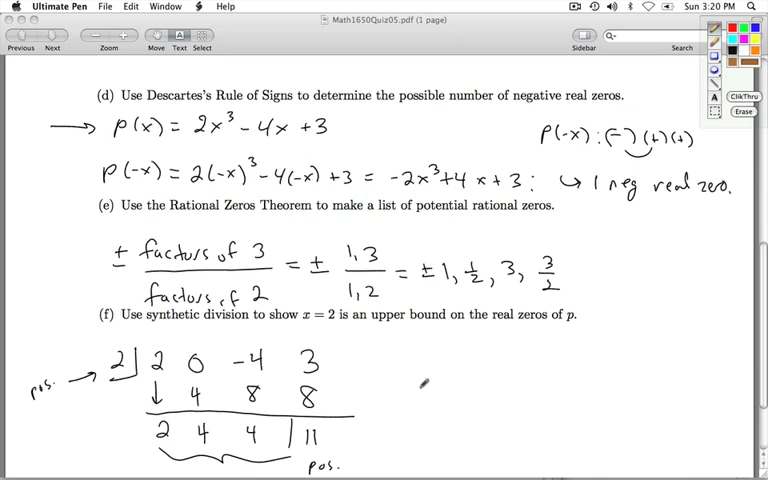 Ultimate Pen File Edit Window Help Sun 3:20 PM
Math1650Quiz05.pdf (1 page)
Previous Next Zoom Move Text Select Sidebar Search
ClikThru
Erase
(d) Use Descartes's Rule of Signs to determine the possible number of negative real zeros.
p(x) = 2x³ - 4x + 3
p(-x) : (-) (+) (+)
p(-x) = 2(-x)³ - 4(-x) + 3 = -2x³ + 4x + 3 : ↪ 1 neg real zero.
(e) Use the Rational Zeros Theorem to make a list of potential rational zeros.
± factors of 3 / factors of 2 = ± 1, 3 / 1, 2 = ± 1, 1/2, 3, 3/2
(f) Use synthetic division to show x = 2 is an upper bound on the real zeros of p.
pos. → 2 | 2 0 -4 3
↓ 4 8 8
2 4 4 | 11
pos.